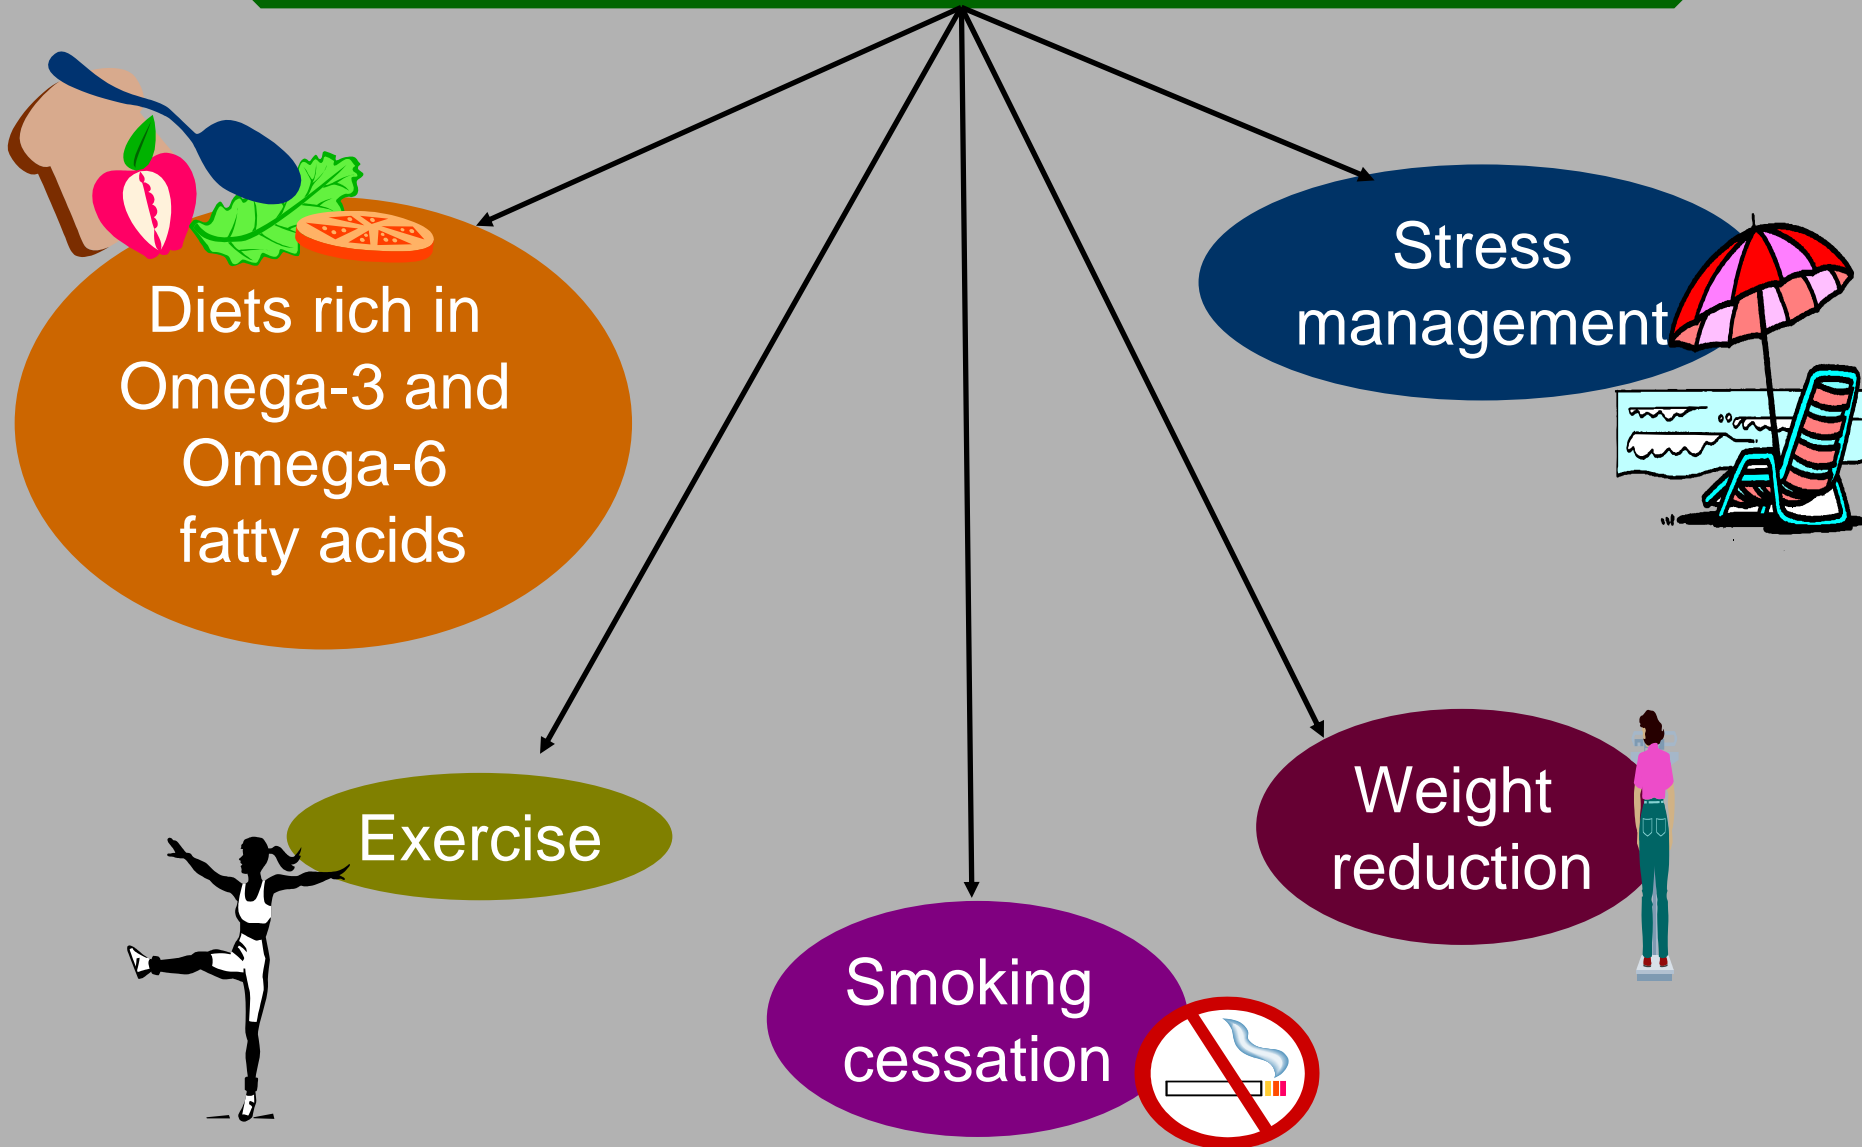 Diets rich in
Omega-3 and
Omega-6
fatty acids
Stress
management
Exercise
Weight
reduction
Smoking
cessation